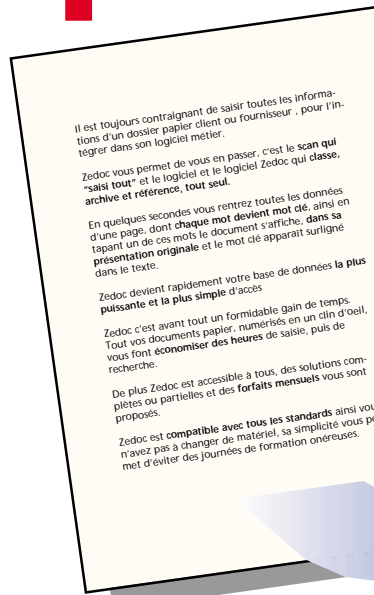 Il est toujours contraignant de saisir toutes les informa-
tions d'un dossier papier client ou fournisseur , pour l'in-
tégrer dans son logiciel métier.
Zedoc vous permet de vous en passer, c'est le scan qui
"saisi tout" et le logiciel et le logiciel Zedoc qui classe,
archive et référence, tout seul.
En quelques secondes vous rentrez toutes les données
d'une page, dont chaque mot devient mot clé, ainsi en
tapant un de ces mots le document s'affiche, dans sa
présentation originale et le mot clé apparaît surligné
dans le texte.
Zedoc devient rapidement votre base de données la plus
puissante et la plus simple d'accès
Zedoc c'est avant tout un formidable gain de temps.
Tout vos documents papier, numérisés en un clin d'oeil,
vous font économiser des heures de saisie, puis de
recherche.
De plus Zedoc est accessible à tous, des solutions com-
plètes ou partielles et des forfaits mensuels vous sont
proposés.
Zedoc est compatible avec tous les standards ainsi vou
n'avez pas à changer de matériel, sa simplicité vous pe
met d'éviter des journées de formation onéreuses.